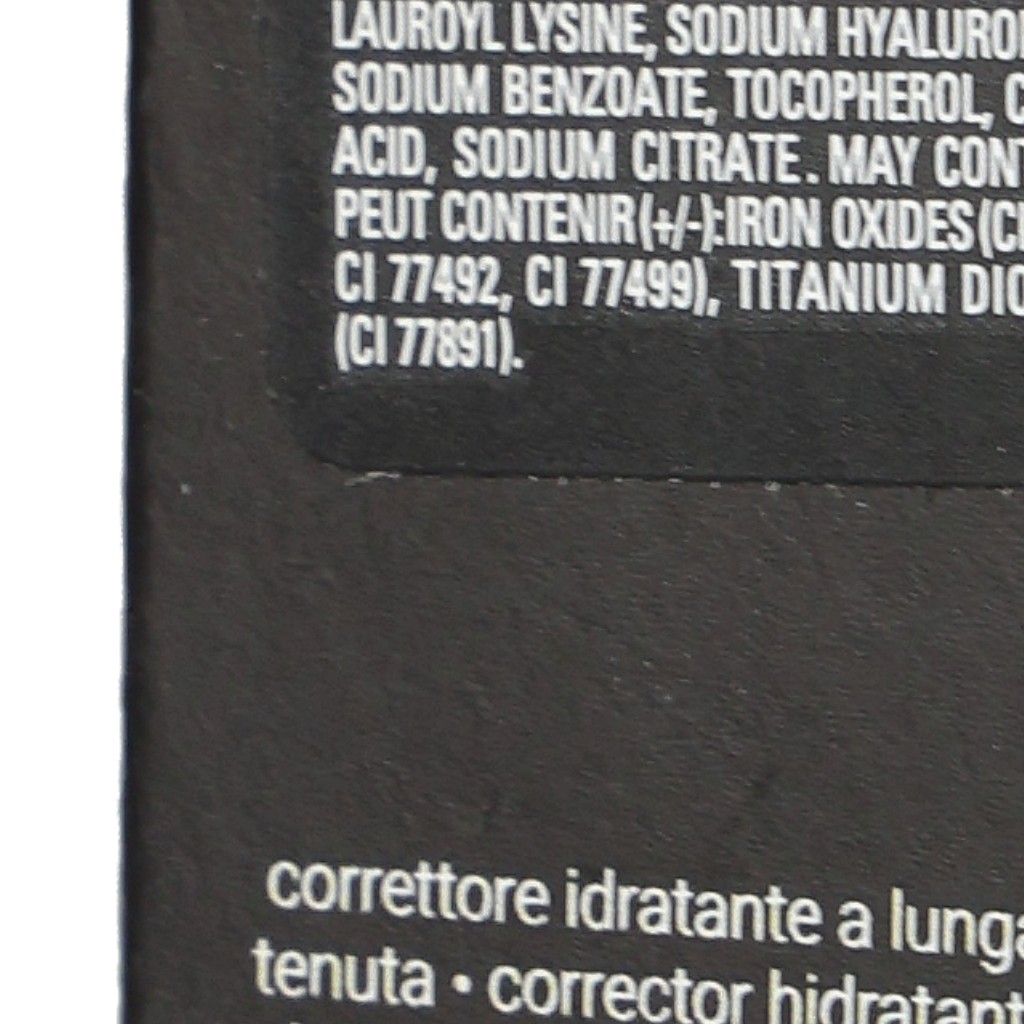 LAUROYL LYSINE, SODIUM HYALURO
SODIUM BENZOATE, TOCOPHEROL, C
ACID, SODIUM CITRATE. MAY CONT
PEUT CONTENIR (+/-): IRON OXIDES (CI
CI 77492, CI 77499), TITANIUM DIO
(CI 77891).
correttore idratante a lunga
tenuta • corrector hidratant